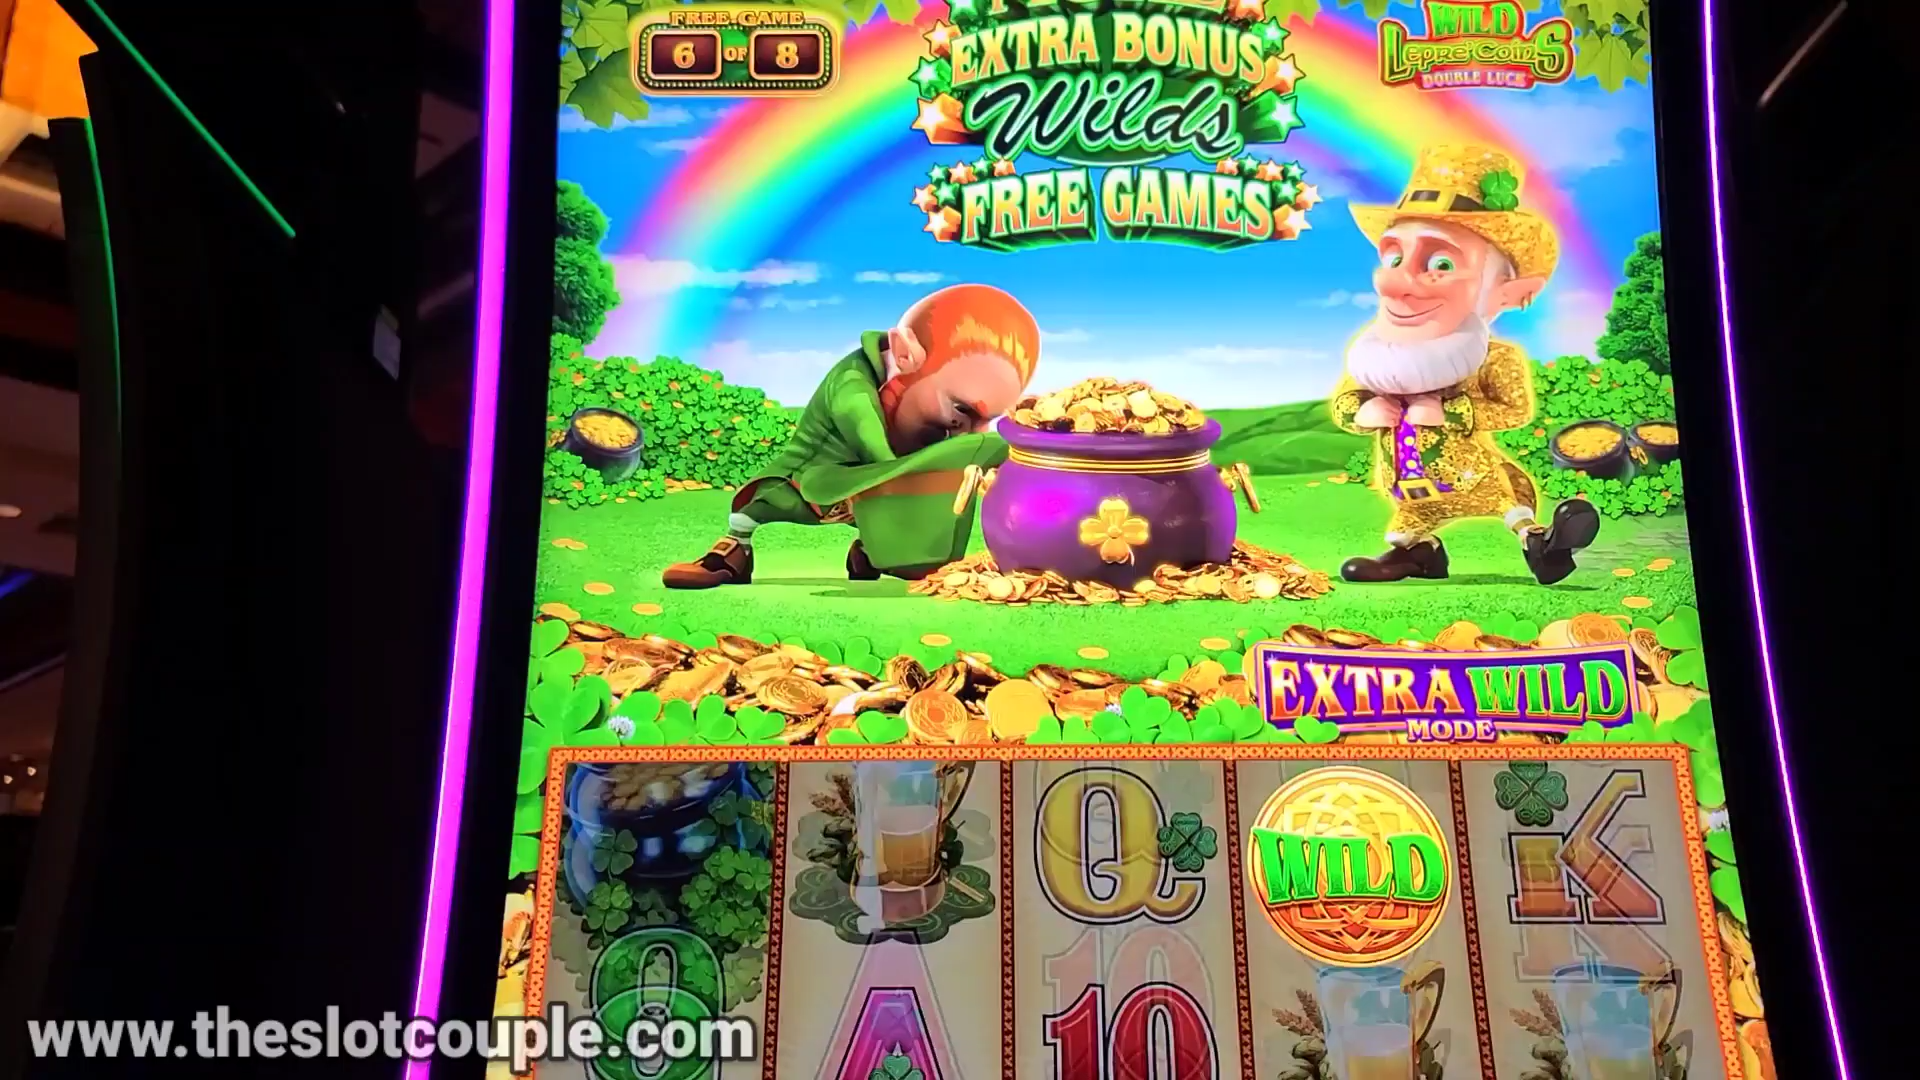 FREE GAME
6 OF 8
EXTRA BONUS
Wilds
FREE GAMES
WILD
Lepre'Coins
DOUBLE LUCK
EXTRA WILD
MODE
Q
WILD
K
A
10
www.theslotcouple.com